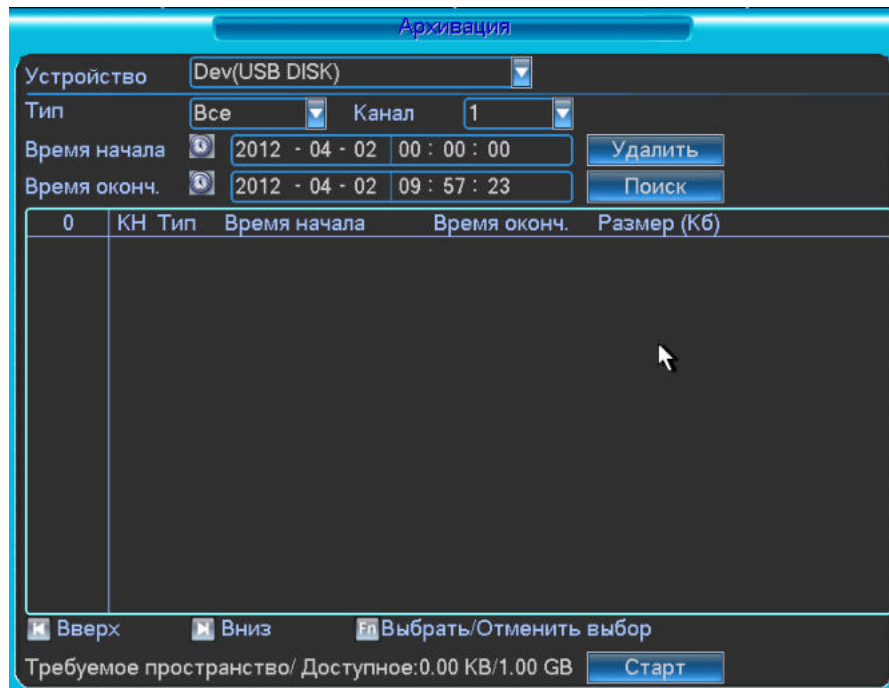 Архивация
Устройство Dev(USB DISK)
Тип Все Канал 1
Время начала 2012 - 04 - 02 00 : 00 : 00 Удалить
Время оконч. 2012 - 04 - 02 09 : 57 : 23 Поиск
0 КН Тип Время начала Время оконч. Размер (Кб)
Вверх Вниз Fn Выбрать/Отменить выбор
Требуемое пространство/ Доступное:0.00 KB/1.00 GB Старт